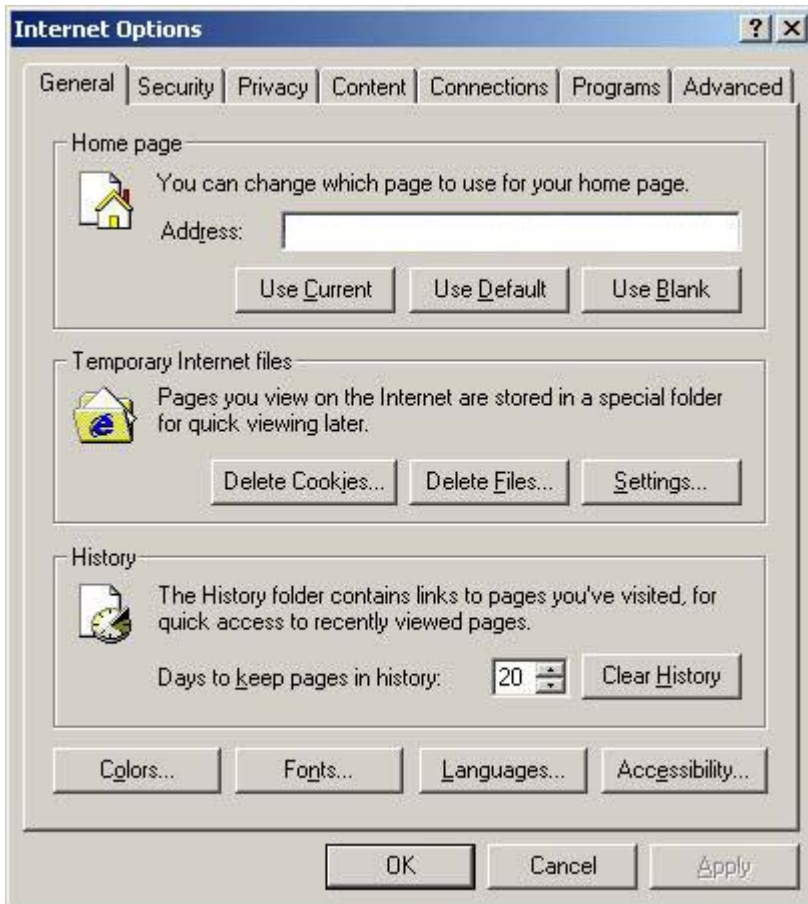 Internet Options
General Security Privacy Content Connections Programs Advanced
Home page
You can change which page to use for your home page.
Address:
Use Current Use Default Use Blank
Temporary Internet files
Pages you view on the Internet are stored in a special folder
for quick viewing later.
Delete Cookies... Delete Files... Settings...
History
The History folder contains links to pages you've visited, for
quick access to recently viewed pages.
Days to keep pages in history: 20 Clear History
Colors... Fonts... Languages... Accessibility...
OK Cancel Apply